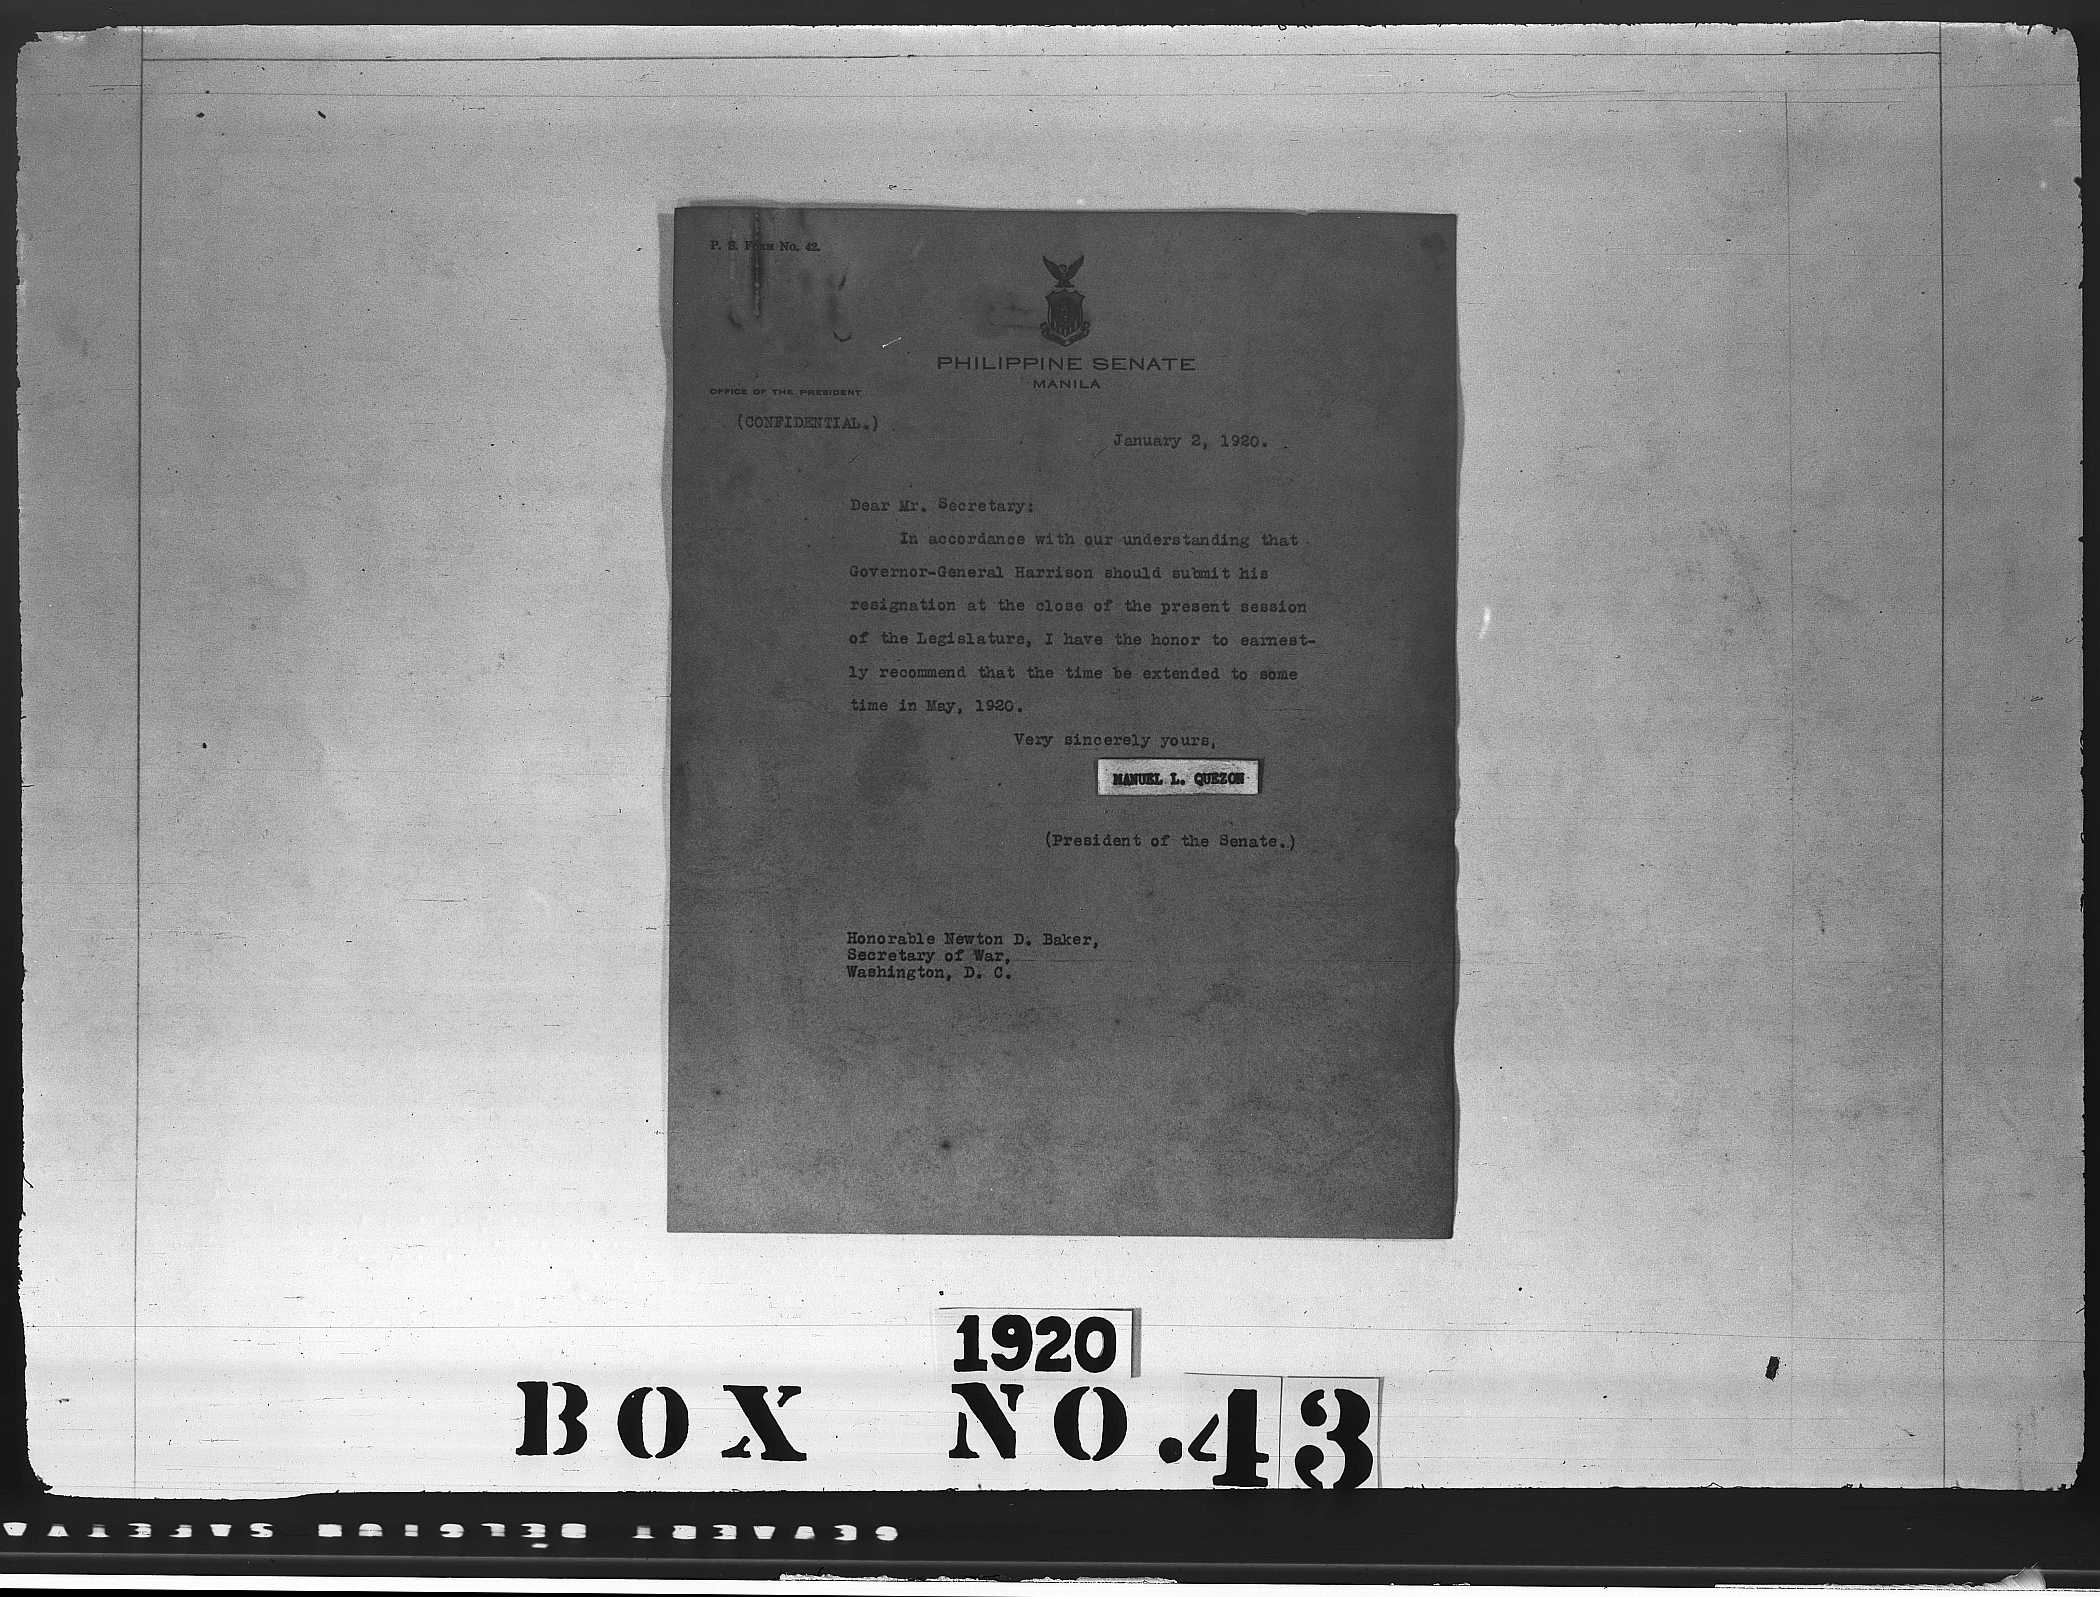 P. S. FORM No. 42.
PHILIPPINE SENATE
MANILA
OFFICE OF THE PRESIDENT
(CONFIDENTIAL.)
January 2, 1920.
Dear Mr. Secretary:
In accordance with our understanding that
Governor-General Harrison should submit his
resignation at the close of the present session
of the Legislature, I have the honor to earnest-
ly recommend that the time be extended to some
time in May, 1920.
Very sincerely yours,
MANUEL L. QUEZON
(President of the Senate.)
Honorable Newton D. Baker,
Secretary of War,
Washington, D. C.
1920
BOX NO. 43
GEVAERT BELGIUM SAFETY A